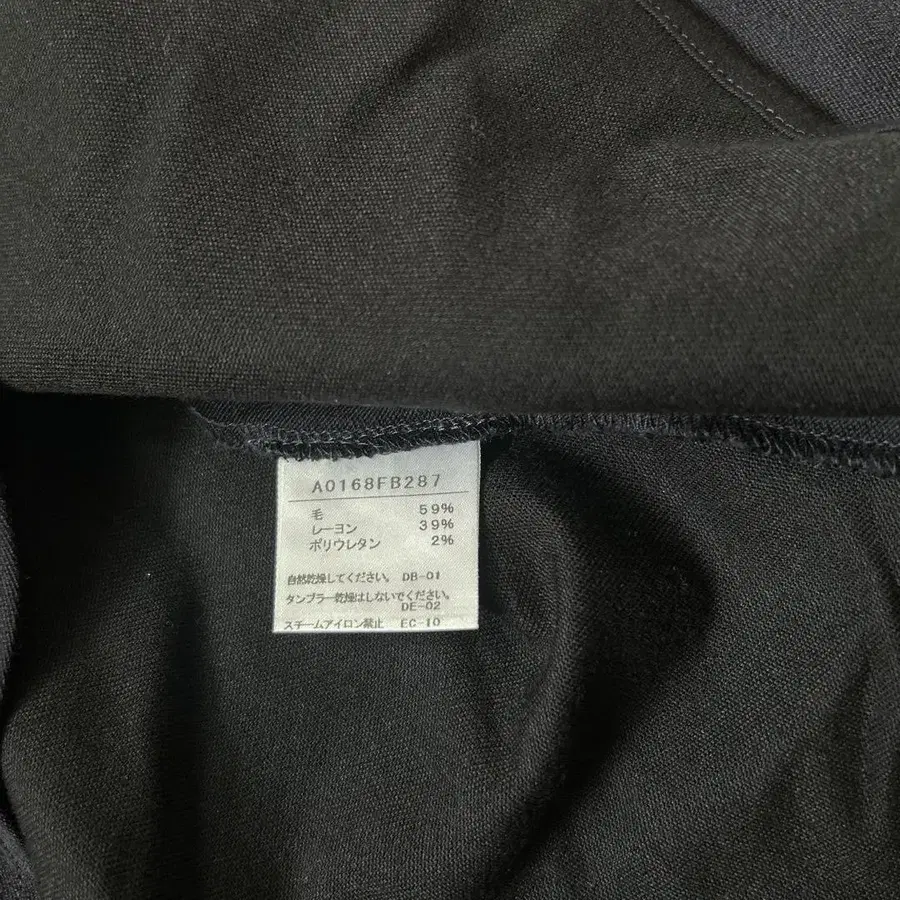 A0168FB287
毛 59%
レーヨン 39%
ポリウレタン 2%
自然乾燥してください。 DB-01
タンブラー乾燥はしないでください。
DE-02
スチームアイロン禁止 EC-10